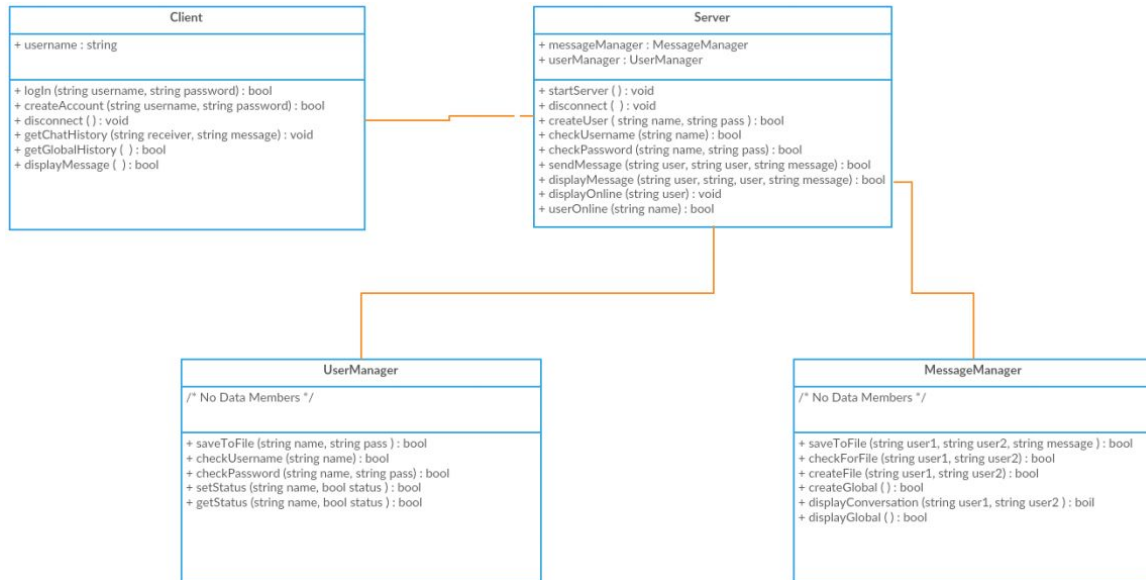 Client
+ username : string
+ logIn (string username, string password) : bool
+ createAccount (string username, string password) : bool
+ disconnect ( ) : void
+ getChatHistory (string receiver, string message) : void
+ getGlobalHistory ( ) : bool
+ displayMessage ( ) : bool
Server
+ messageManager : MessageManager
+ userManager : UserManager
+ startServer ( ) : void
+ disconnect ( ) : void
+ createUser ( string name, string pass ) : bool
+ checkUsername (string name) : bool
+ checkPassword (string name, string pass) : bool
+ sendMessage (string user, string user, string message) : bool
+ displayMessage (string user, string, user, string message) : bool
+ displayOnline (string user) : void
+ userOnline (string name) : bool
UserManager
/* No Data Members */
+ saveToFile (string name, string pass ) : bool
+ checkUsername (string name) : bool
+ checkPassword (string name, string pass) : bool
+ setStatus (string name, bool status ) : bool
+ getStatus (string name, bool status ) : bool
MessageManager
/* No Data Members */
+ saveToFile (string user1, string user2, string message ) : bool
+ checkForFile (string user1, string user2) : bool
+ createFile (string user1, string user2) : bool
+ createGlobal ( ) : bool
+ displayConversation (string user1, string user2 ) : boil
+ displayGlobal ( ) : bool